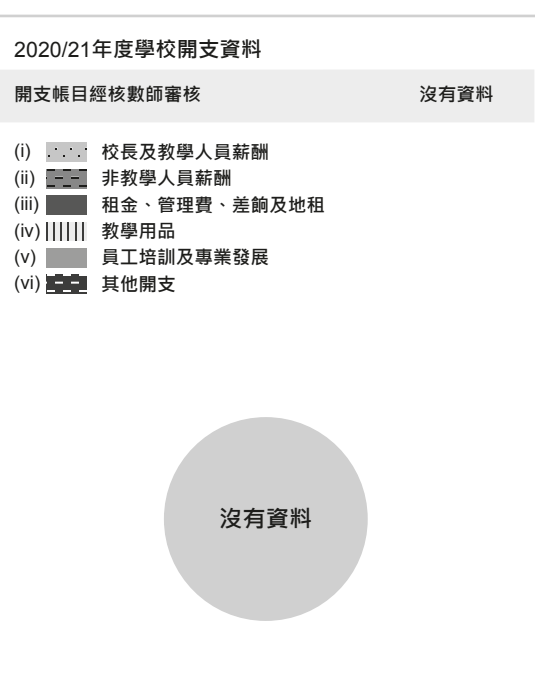 2020/21年度學校開支資料
開支帳目經核數師審核 沒有資料
(i) 校長及教學人員薪酬
(ii) 非教學人員薪酬
(iii) 租金、管理費、差餉及地租
(iv) 教學用品
(v) 員工培訓及專業發展
(vi) 其他開支
沒有資料